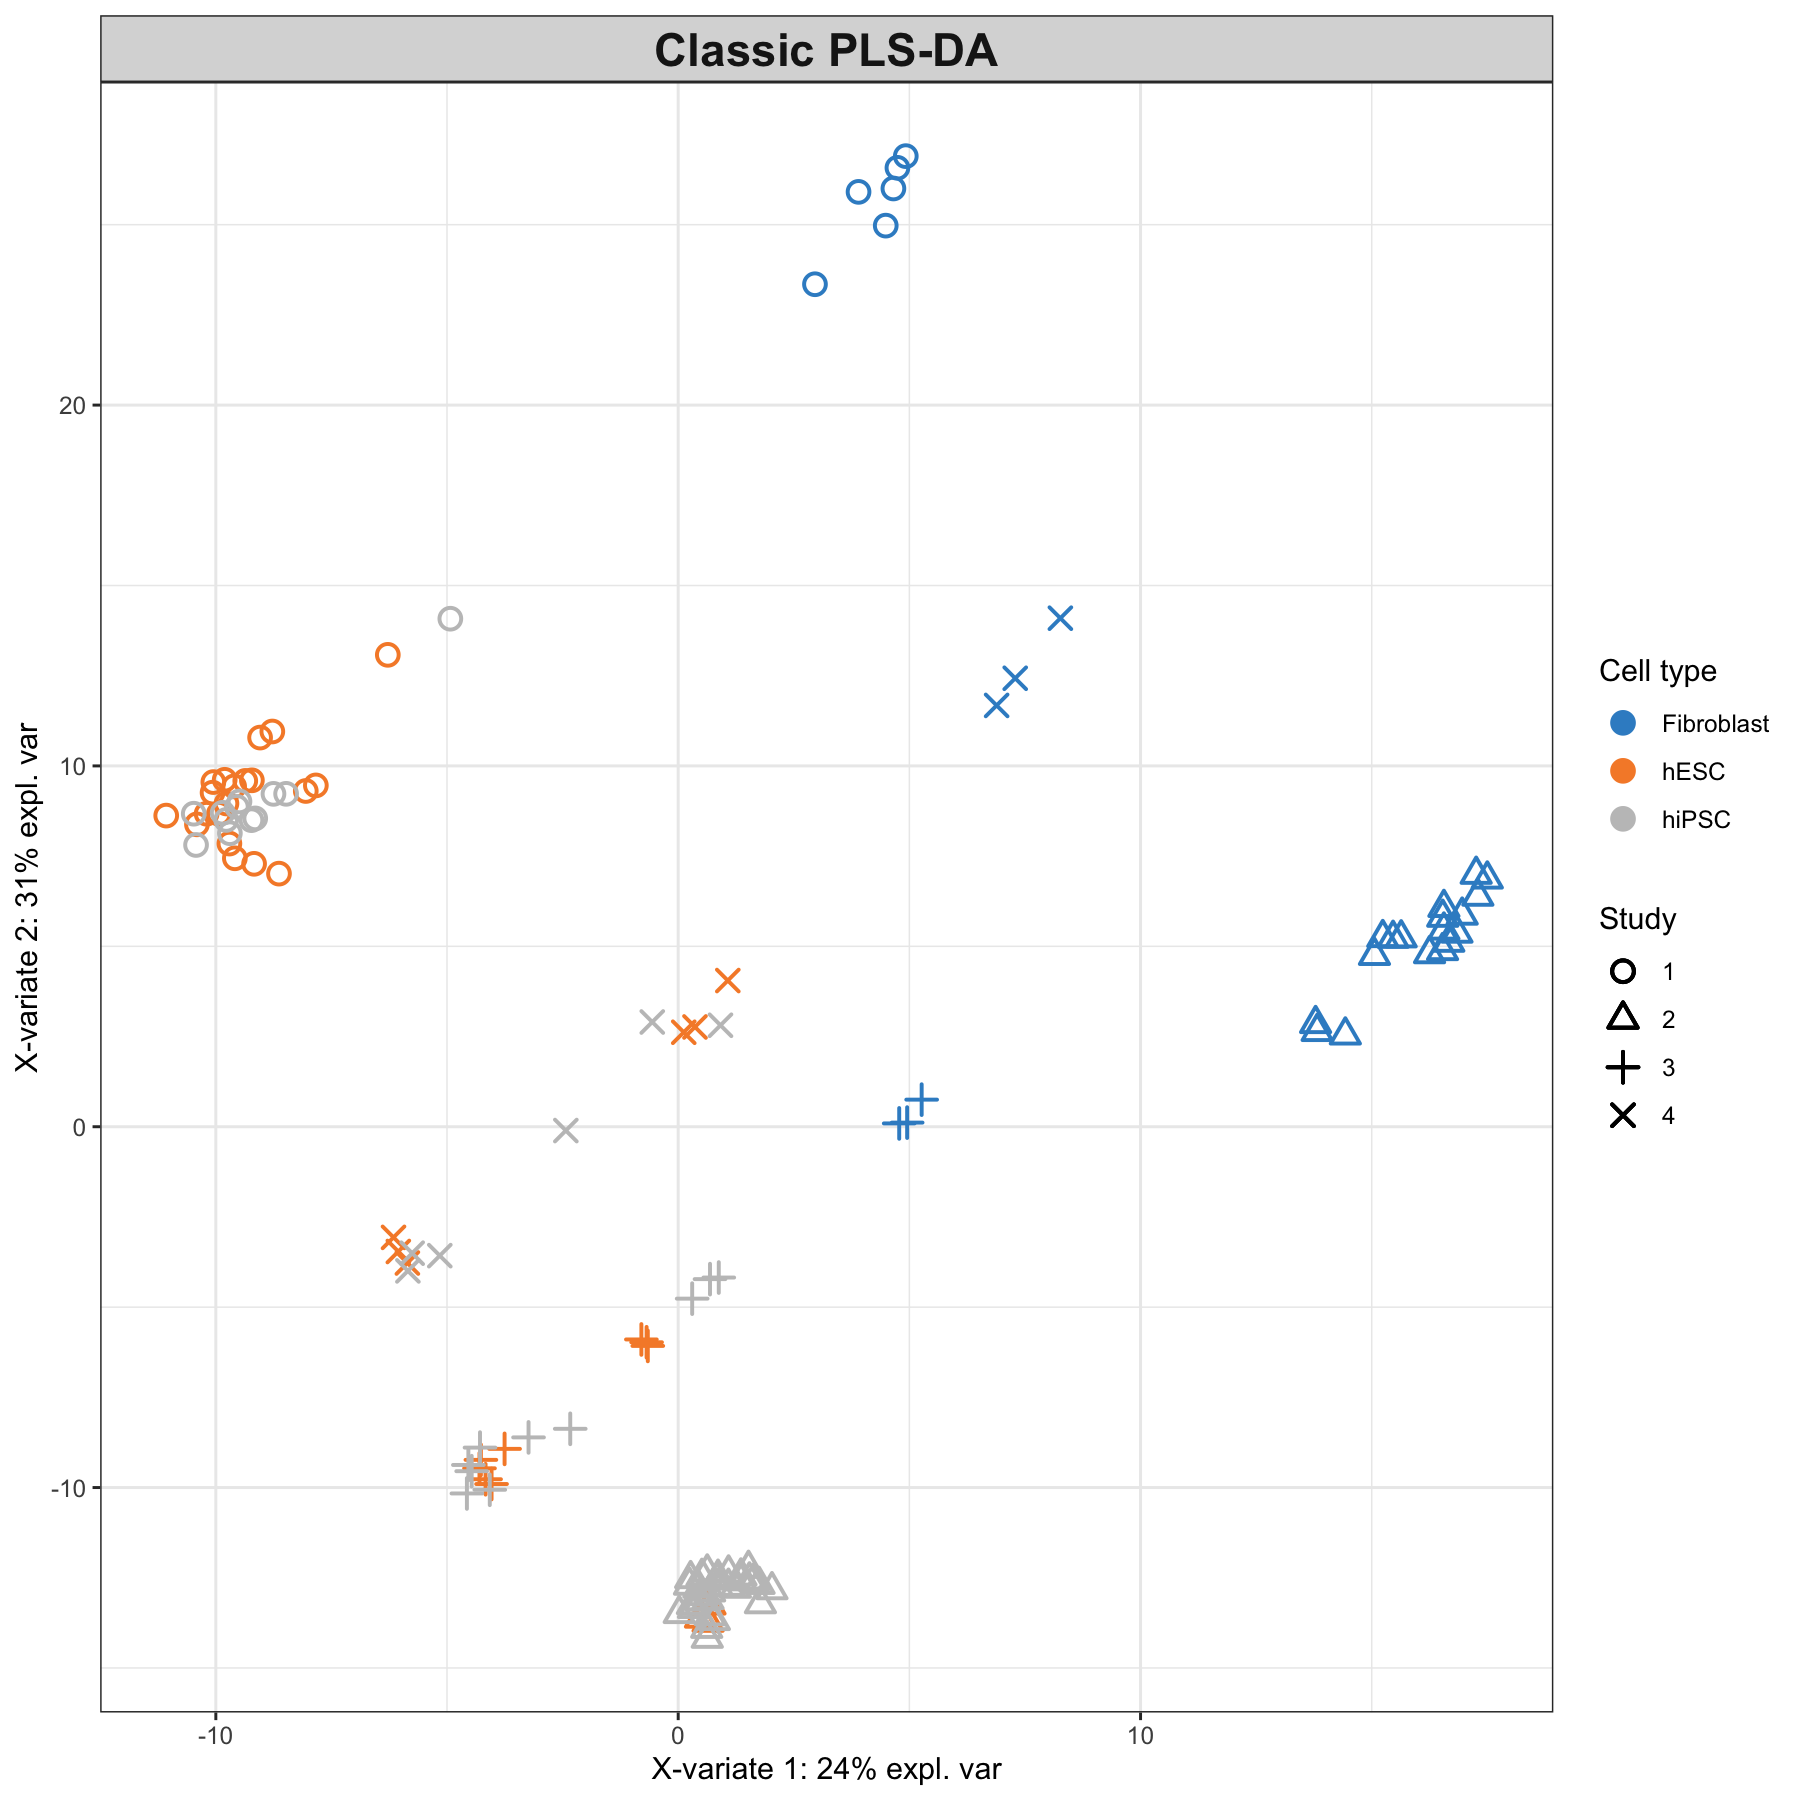 Classic PLS-DA
X-variate 2: 31% expl. var
20
10
0
-10
-10
0
10
X-variate 1: 24% expl. var
Cell type
Fibroblast
hESC
hiPSC
Study
1
2
3
4